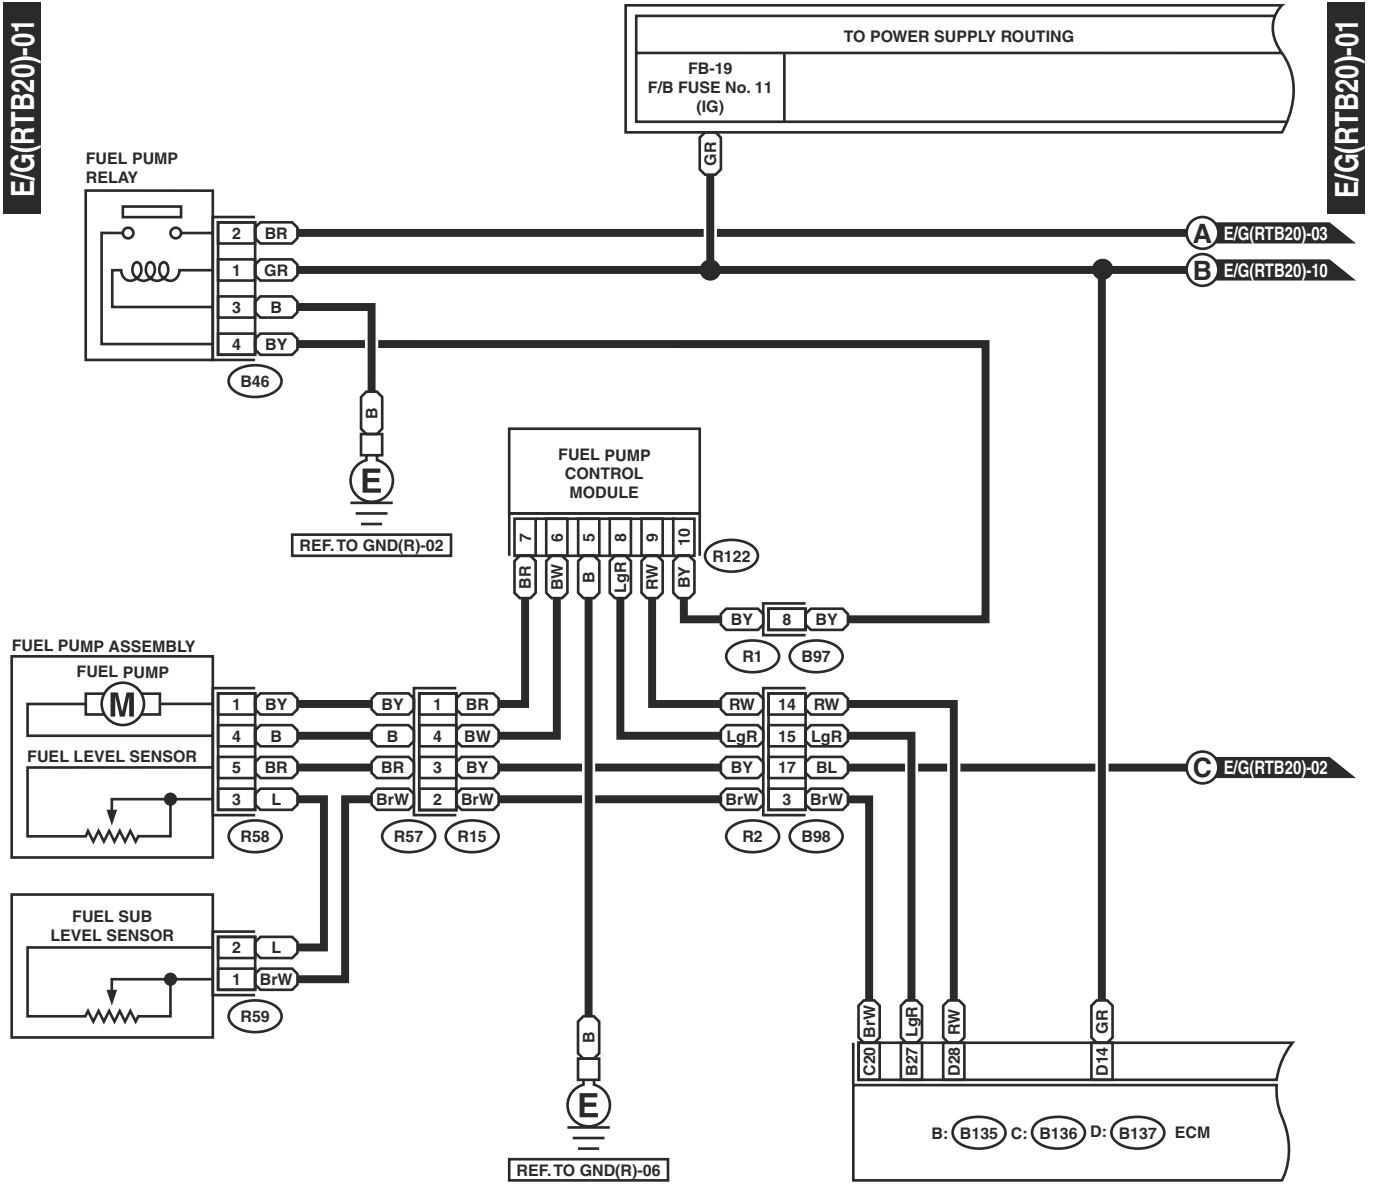 E/G(RTB20)-01
E/G(RTB20)-01
TO POWER SUPPLY ROUTING
FB-19
F/B FUSE No. 11
(IG)
GR
FUEL PUMP
RELAY
2 BR
A E/G(RTB20)-03
1 GR
B E/G(RTB20)-10
3 B
4 BY
B46
B
E
REF. TO GND(R)-02
FUEL PUMP
CONTROL
MODULE
7 6 5 8 9 10
R122
BR BW B LgR RW BY
BY 8 BY
R1 B97
FUEL PUMP ASSEMBLY
FUEL PUMP
M
1 BY BY 1 BR RW 14 RW
4 B B 4 BW LgR 15 LgR
FUEL LEVEL SENSOR
5 BR BR 3 BY BY 17 BL
C E/G(RTB20)-02
3 L BrW 2 BrW BrW 3 BrW
R58 R57 R15 R2 B98
FUEL SUB
LEVEL SENSOR
2 L
1 BrW
R59
B
E
REF. TO GND(R)-06
BrW LgR RW GR
C20 B27 D28 D14
B: B135 C: B136 D: B137 ECM